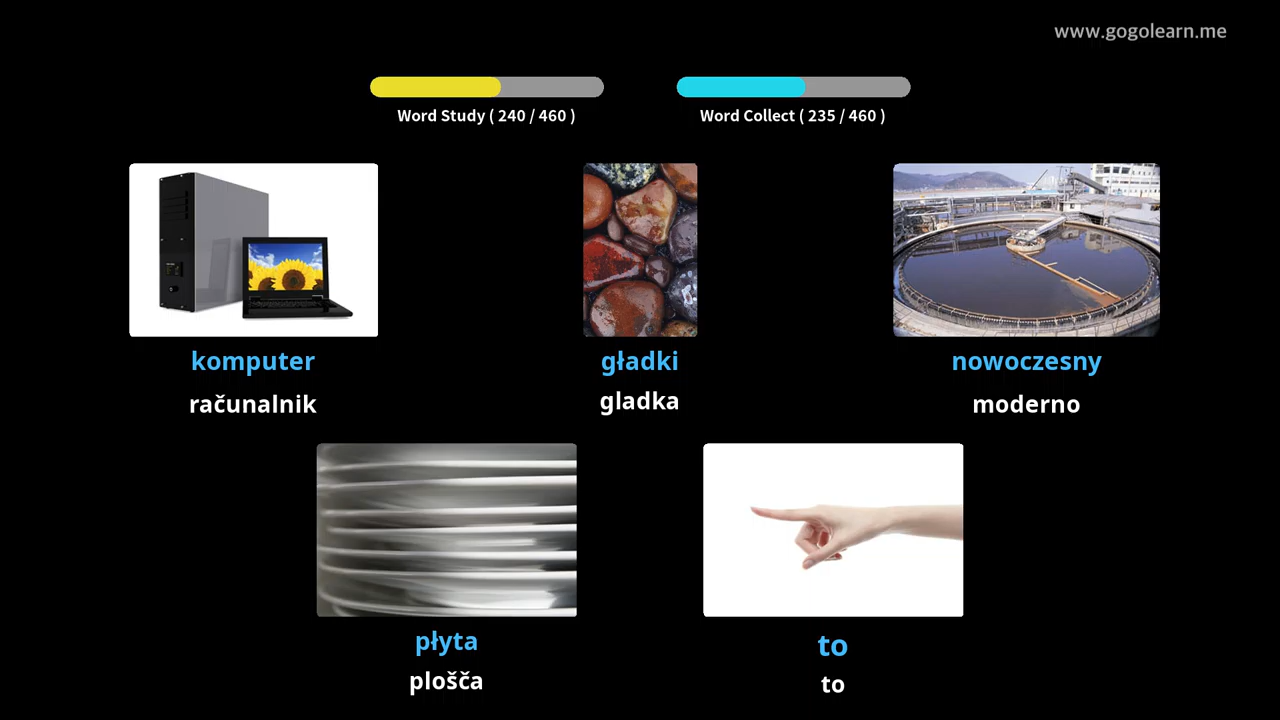 www.gogolearn.me
Word Study ( 240 / 460 )
Word Collect ( 235 / 460 )
komputer
računalnik
gładki
gladka
nowoczesny
moderno
płyta
plošča
to
to